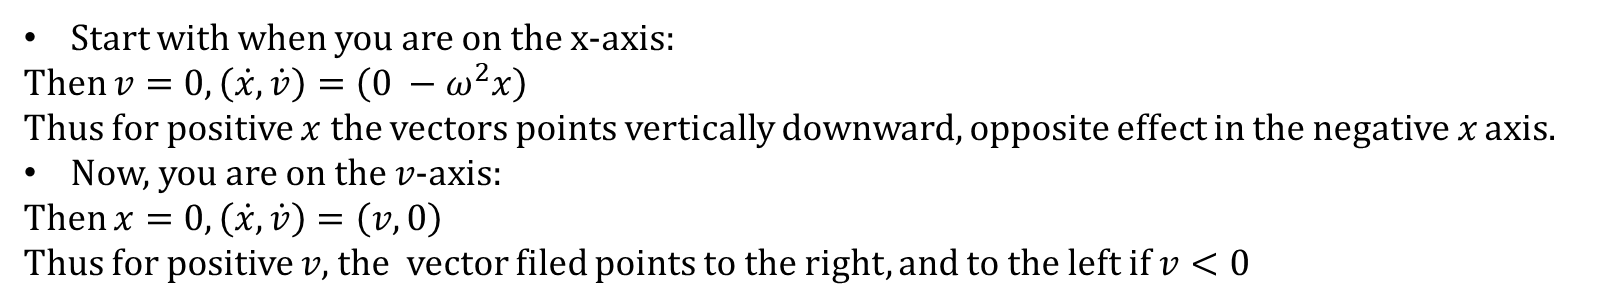 • Start with when you are on the x-axis:
Then 𝑣 = 0, (ẋ, v̇) = (0 − ω²x)
Thus for positive x the vectors points vertically downward, opposite effect in the negative x axis.
• Now, you are on the v-axis:
Then x = 0, (ẋ, v̇) = (v, 0)
Thus for positive v, the vector filed points to the right, and to the left if v < 0